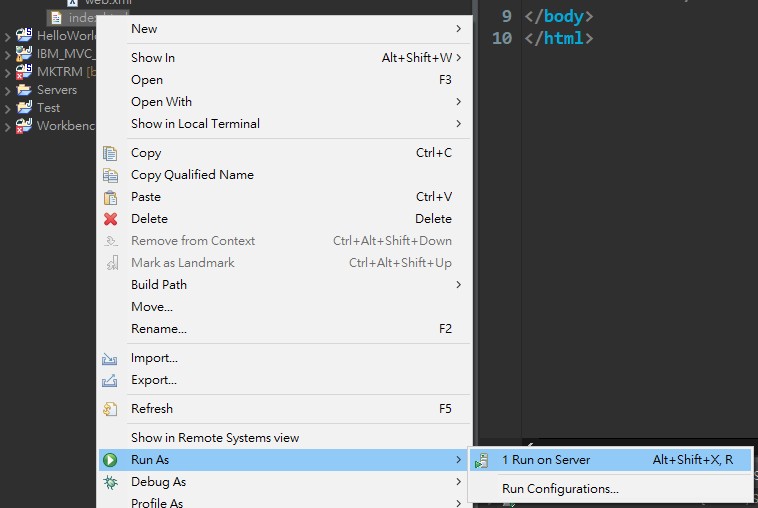 web.xml
index.html
HelloWorl
IBM_MVC_
MKTRM [b
Servers
Test
Workbenc
New
Show In Alt+Shift+W
Open F3
Open With
Show in Local Terminal
Copy Ctrl+C
Copy Qualified Name
Paste Ctrl+V
Delete Delete
Remove from Context Ctrl+Alt+Shift+Down
Mark as Landmark Ctrl+Alt+Shift+Up
Build Path
Move...
Rename... F2
Import...
Export...
Refresh F5
Show in Remote Systems view
Run As
Debug As
Profile As
1 Run on Server Alt+Shift+X, R
Run Configurations...
9 </body>
10 </html>